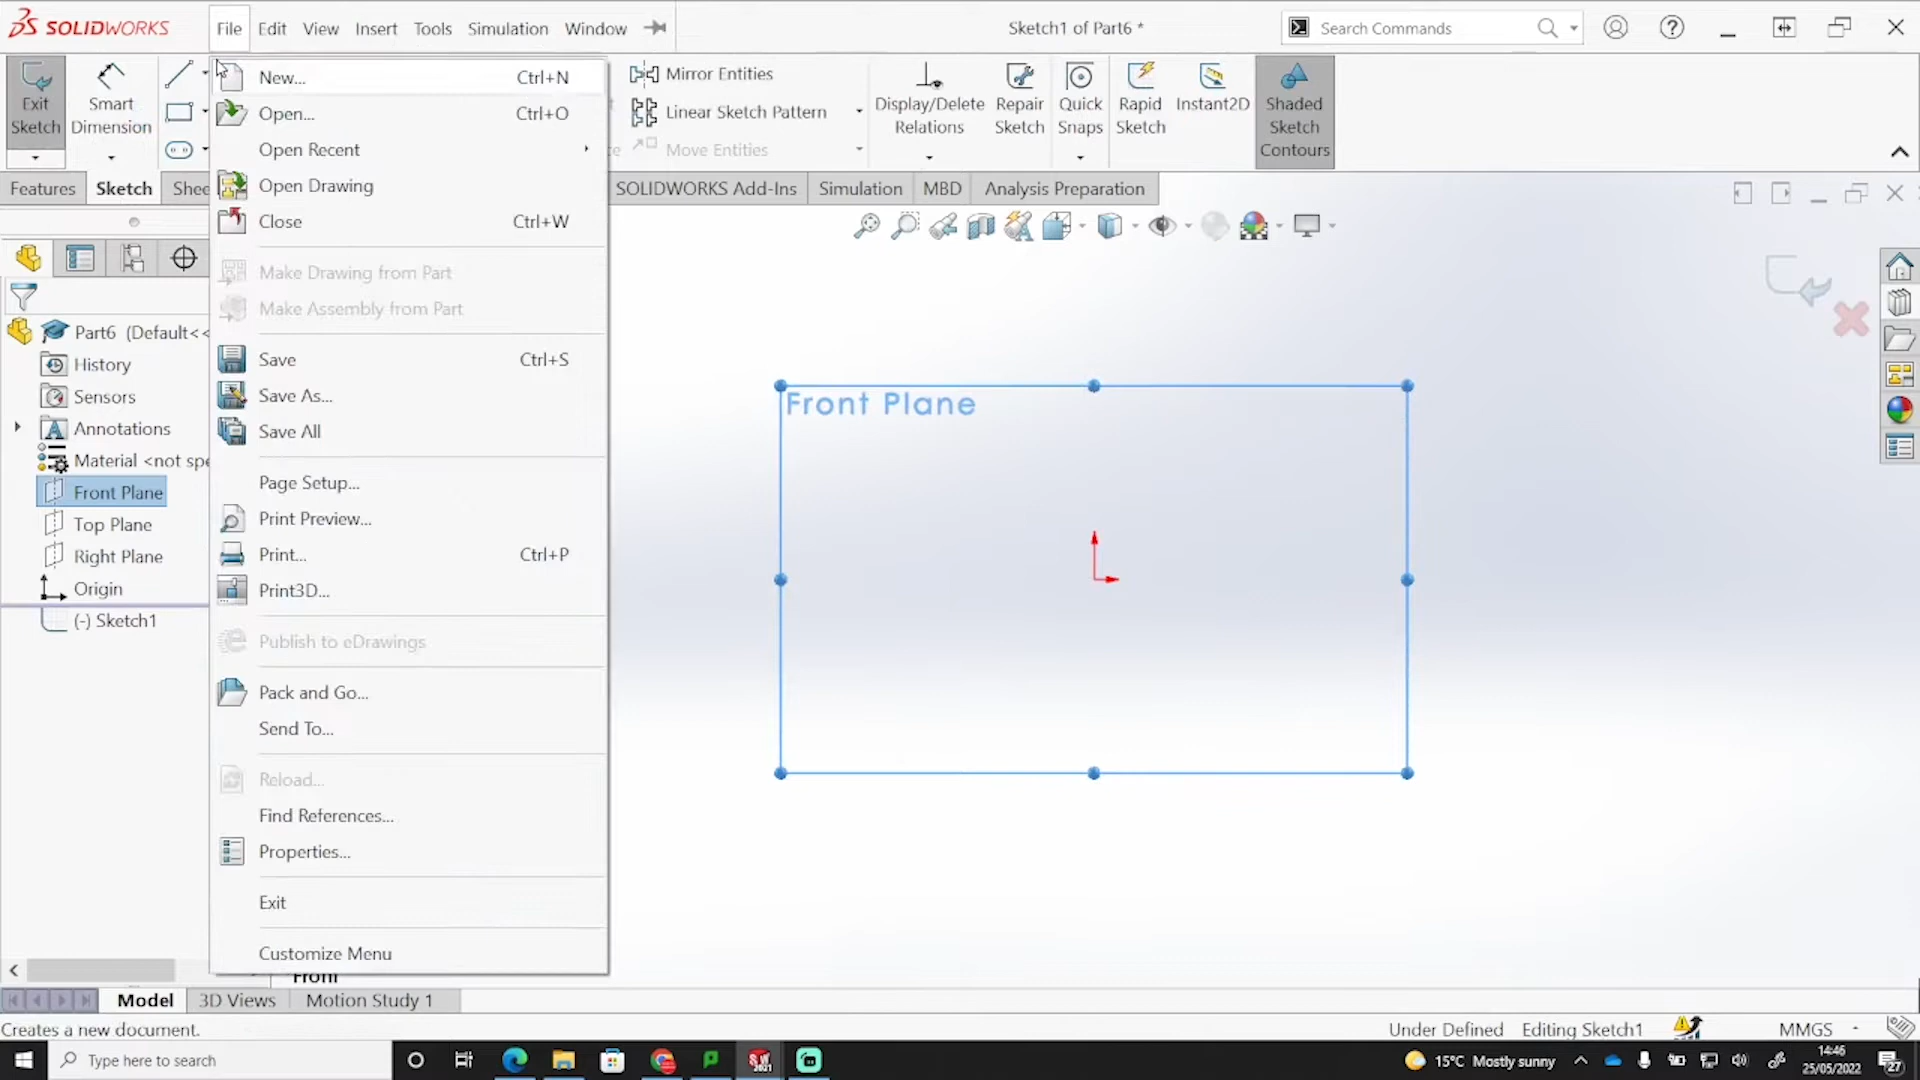 SOLIDWORKS File Edit View Insert Tools Simulation Window Sketch1 of Part6 * Search Commands
Exit Sketch
Smart Dimension
Mirror Entities
Linear Sketch Pattern
Move Entities
Display/Delete Relations
Repair Sketch
Quick Snaps
Rapid Sketch
Instant2D
Shaded Sketch Contours
Features Sketch SOLIDWORKS Add-Ins Simulation MBD Analysis Preparation
New... Ctrl+N
Open... Ctrl+O
Open Recent
Open Drawing
Close Ctrl+W
Make Drawing from Part
Make Assembly from Part
Save Ctrl+S
Save As...
Save All
Page Setup...
Print Preview...
Print... Ctrl+P
Print3D...
Publish to eDrawings
Pack and Go...
Send To...
Reload...
Find References...
Properties...
Exit
Customize Menu
Part6 (Default<<
History
Sensors
Annotations
Material <not spe
Front Plane
Top Plane
Right Plane
Origin
(-) Sketch1
Front Plane
Front
Model 3D Views Motion Study 1
Creates a new document. Under Defined Editing Sketch1 MMGS
Type here to search 15°C Mostly sunny 14:46
25/05/2022 27